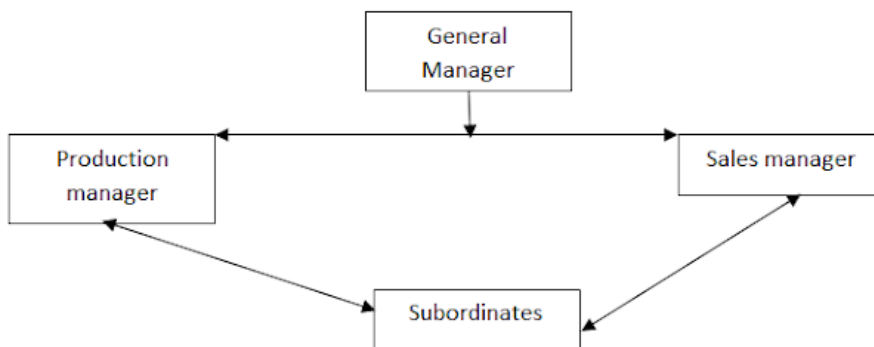 General
Manager
Production
manager
Sales manager
Subordinates